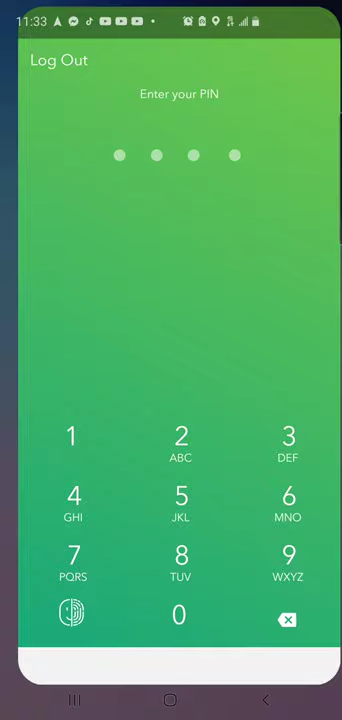 11:33
Log Out
Enter your PIN
1
2
3
ABC
DEF
4
5
6
GHI
JKL
MNO
7
8
9
PQRS
TUV
WXYZ
0